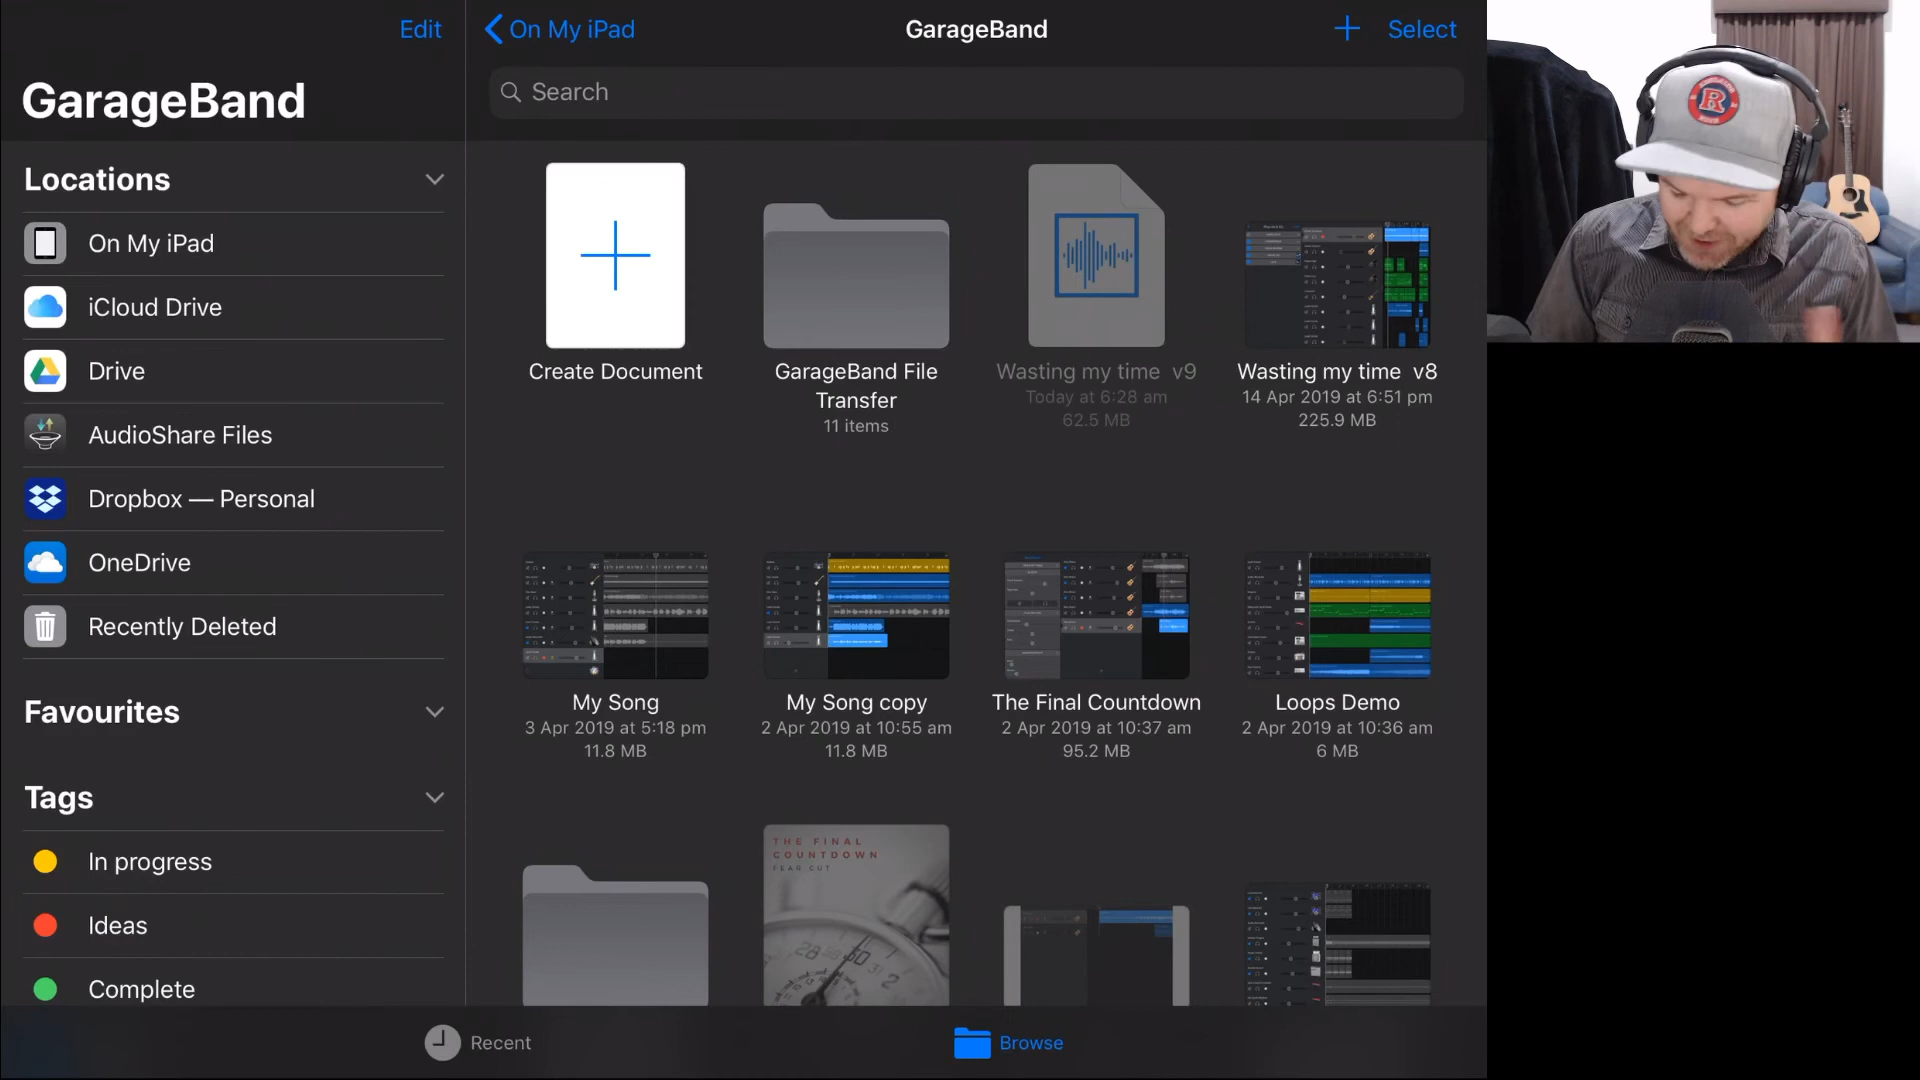 Edit
GarageBand
Locations
On My iPad
iCloud Drive
Drive
AudioShare Files
Dropbox — Personal
OneDrive
Recently Deleted
Favourites
Tags
In progress
Ideas
Complete
On My iPad
GarageBand
Select
Search
Create Document
GarageBand File
Transfer
11 items
Wasting my time v9
Today at 6:28 am
62.5 MB
Wasting my time v8
14 Apr 2019 at 6:51 pm
225.9 MB
My Song
3 Apr 2019 at 5:18 pm
11.8 MB
My Song copy
2 Apr 2019 at 10:55 am
11.8 MB
The Final Countdown
2 Apr 2019 at 10:37 am
95.2 MB
Loops Demo
2 Apr 2019 at 10:36 am
6 MB
THE FINAL
COUNTDOWN
FEAR CUT
28
30
31
2
Recent
Browse
R